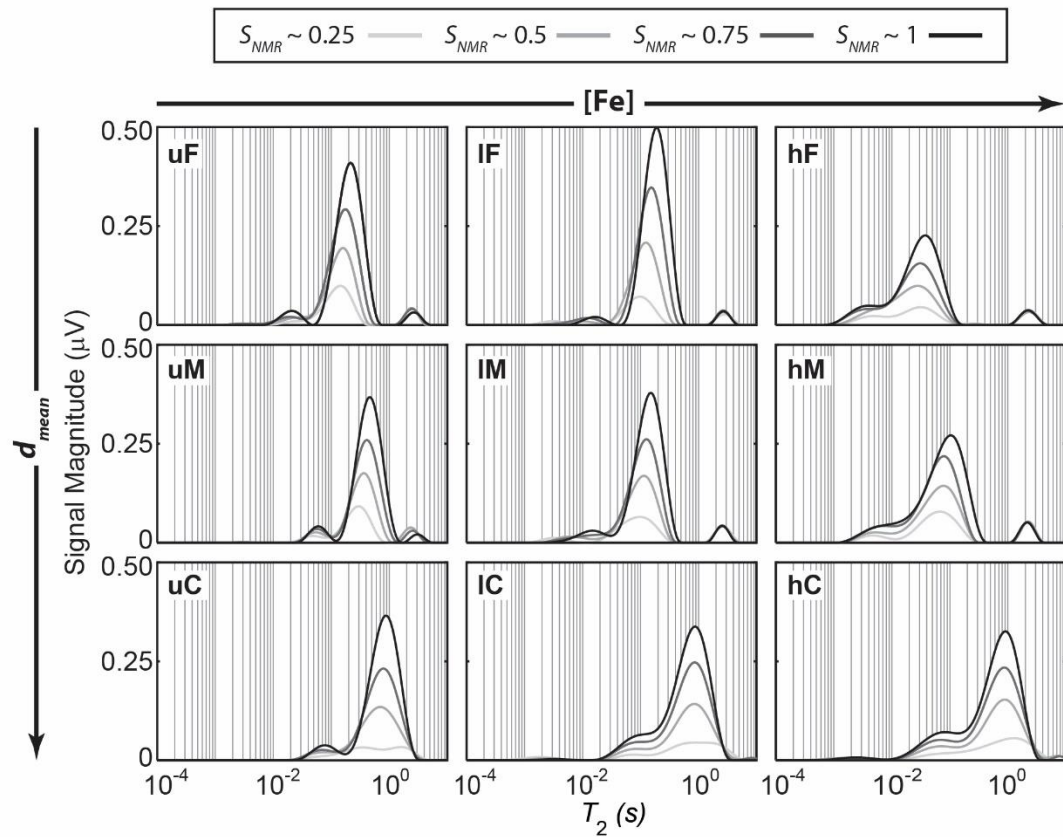 S_NMR ~ 0.25 S_NMR ~ 0.5 S_NMR ~ 0.75 S_NMR ~ 1
[Fe]
d_mean
Signal Magnitude (μV)
0.50
0.25
0
uF
lF
hF
0.50
0.25
0
uM
lM
hM
0.50
0.25
0
uC
lC
hC
10^-4 10^-2 10^0 10^-4 10^-2 10^0 10^-4 10^-2 10^0
T_2 (s)